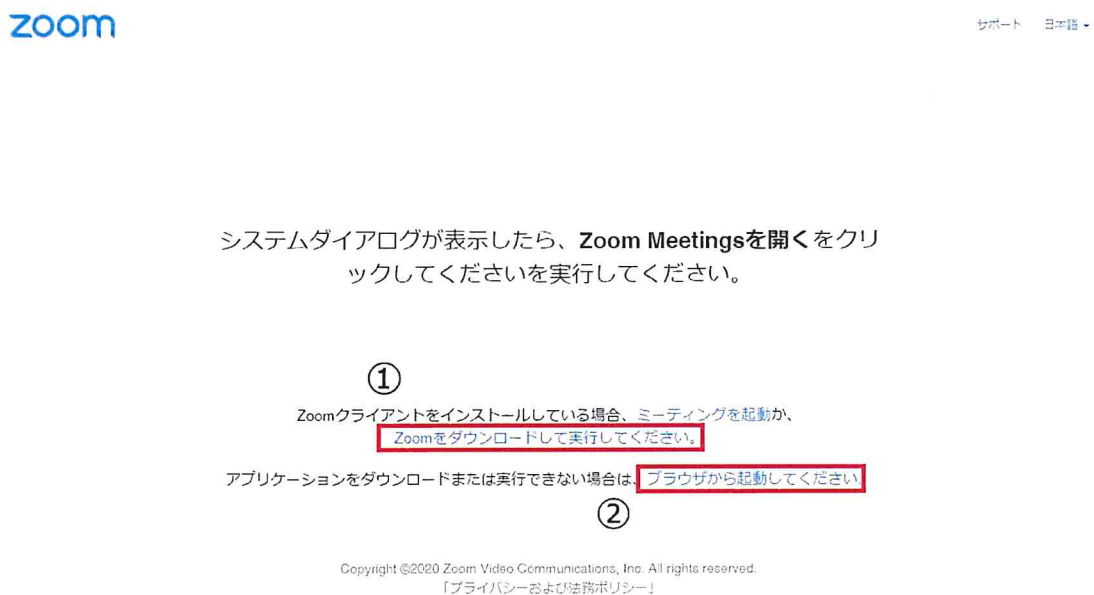 zoom
サポート 日本語
システムダイアログが表示したら、Zoom Meetingsを開くをクリ
ックしてくださいを実行してください。
①
Zoomクライアントをインストールしている場合、ミーティングを起動か、
Zoomをダウンロードして実行してください。
アプリケーションをダウンロードまたは実行できない場合は、ブラウザから起動してください.
②
Copyright ©2020 Zoom Video Communications, Inc. All rights reserved.
「プライバシーおよび法務ポリシー」